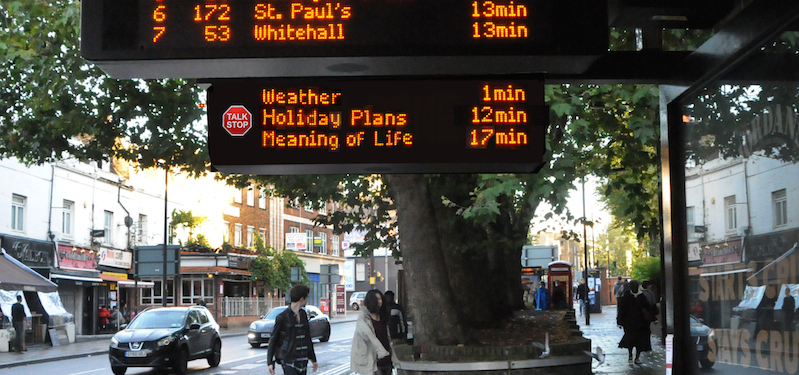 6 172 St. Paul's 13min
7 53 Whitehall 13min
TALK
STOP
Weather 1min
Holiday Plans 12min
Meaning of Life 17min